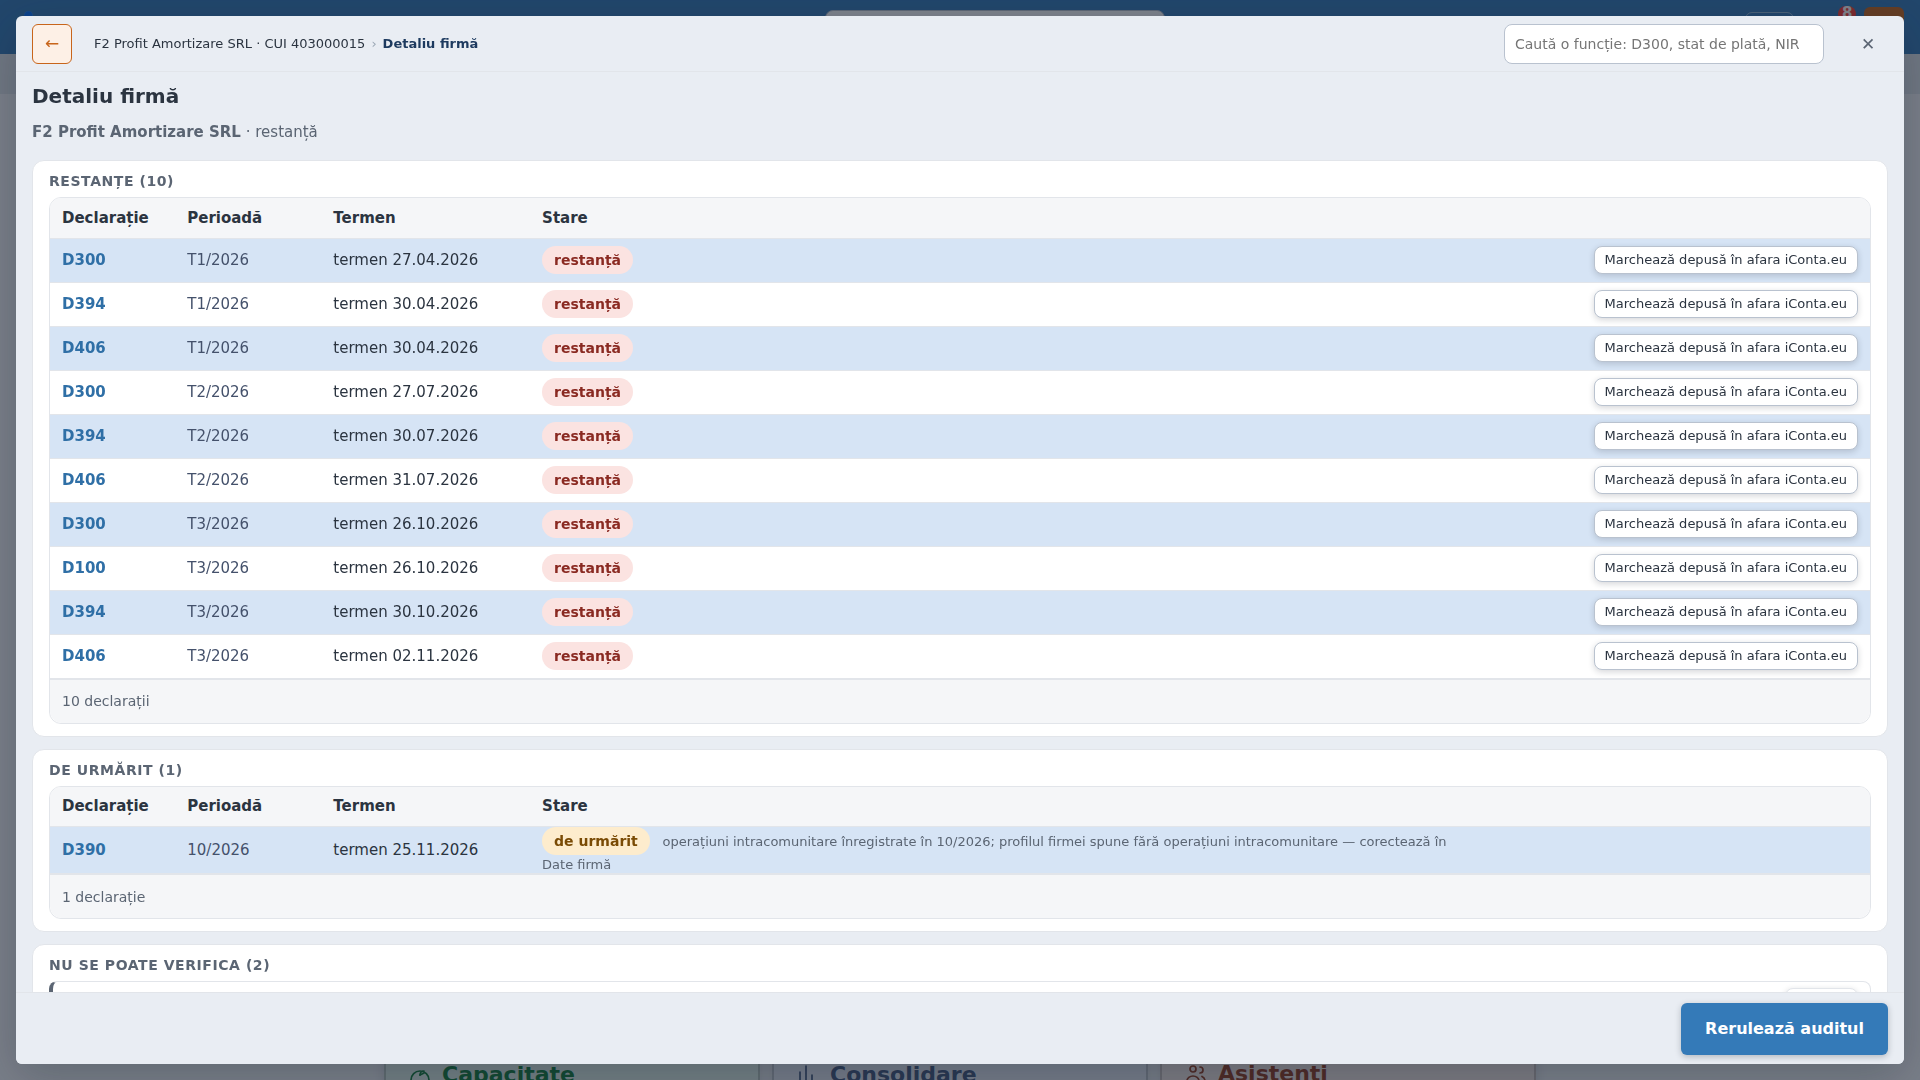 8
←
F2 Profit Amortizare SRL · CUI 403000015 › Detaliu firmă
Caută o funcție: D300, stat de plată, NIR
✕
Detaliu firmă
F2 Profit Amortizare SRL · restanță
RESTANȚE (10)
Declarație Perioadă Termen Stare
D300 T1/2026 termen 27.04.2026 restanță Marchează depusă în afara iConta.eu
D394 T1/2026 termen 30.04.2026 restanță Marchează depusă în afara iConta.eu
D406 T1/2026 termen 30.04.2026 restanță Marchează depusă în afara iConta.eu
D300 T2/2026 termen 27.07.2026 restanță Marchează depusă în afara iConta.eu
D394 T2/2026 termen 30.07.2026 restanță Marchează depusă în afara iConta.eu
D406 T2/2026 termen 31.07.2026 restanță Marchează depusă în afara iConta.eu
D300 T3/2026 termen 26.10.2026 restanță Marchează depusă în afara iConta.eu
D100 T3/2026 termen 26.10.2026 restanță Marchează depusă în afara iConta.eu
D394 T3/2026 termen 30.10.2026 restanță Marchează depusă în afara iConta.eu
D406 T3/2026 termen 02.11.2026 restanță Marchează depusă în afara iConta.eu
10 declarații
DE URMĂRIT (1)
Declarație Perioadă Termen Stare
D390 10/2026 termen 25.11.2026 de urmărit operațiuni intracomunitare înregistrate în 10/2026; profilul firmei spune fără operațiuni intracomunitare — corectează în
Date firmă
1 declarație
NU SE POATE VERIFICA (2)
Rerulează auditul
Capacitate Consolidare Asistenți